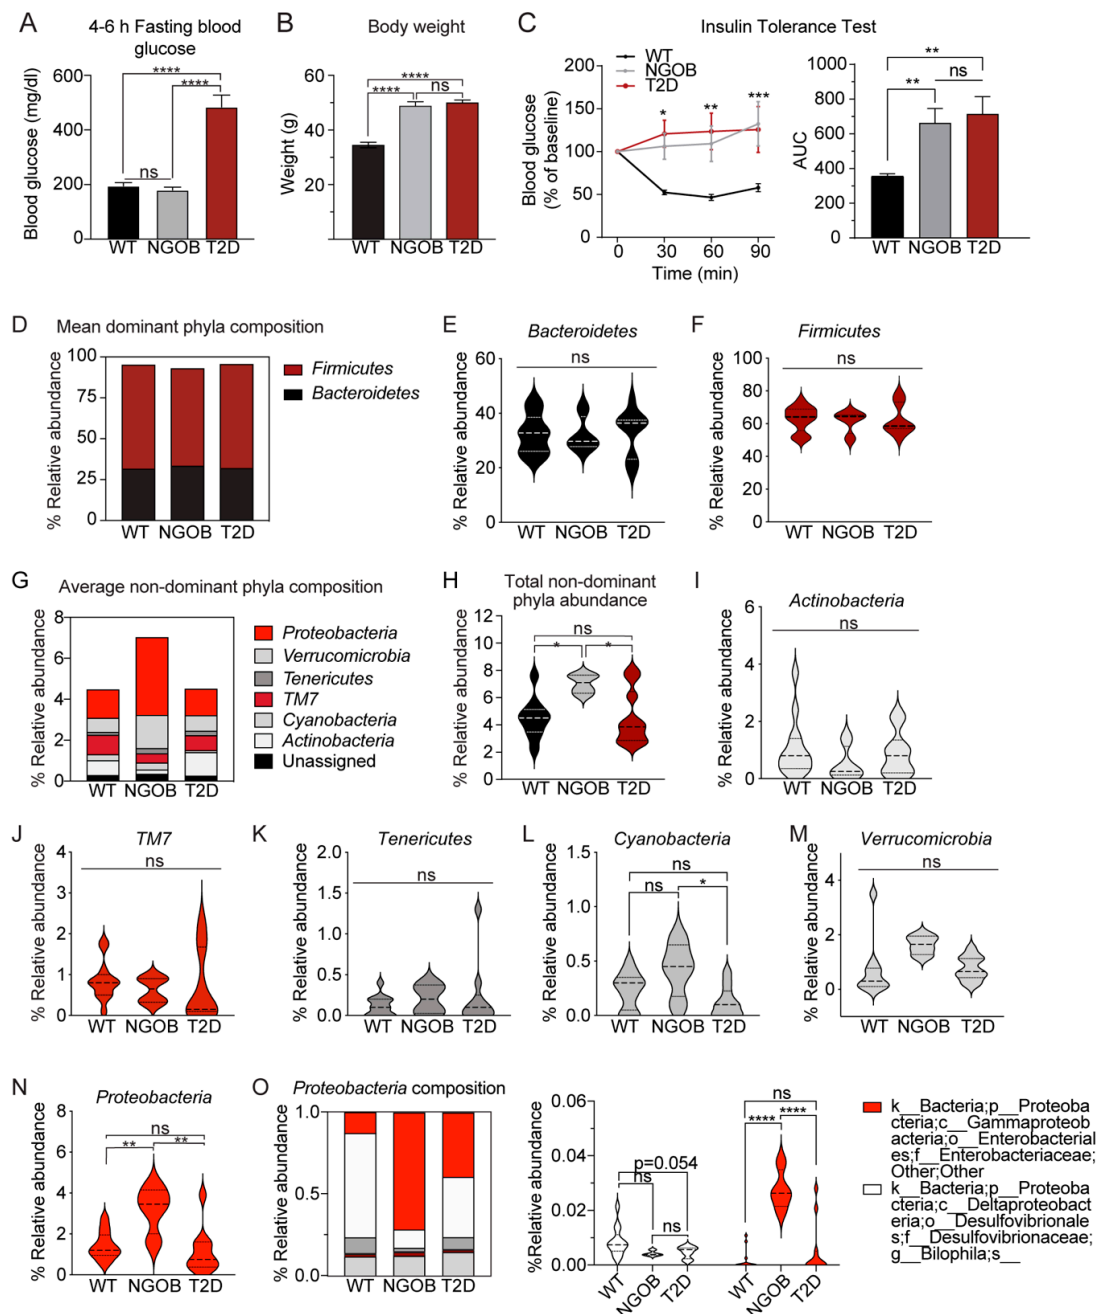 A
4-6 h Fasting blood
glucose
Blood glucose (mg/dl)
600
400
200
0
****
****
ns
WT NGOB T2D
B
Body weight
Weight (g)
60
40
20
****
****
ns
WT NGOB T2D
C
Insulin Tolerance Test
WT
NGOB
T2D
Blood glucose
(% of baseline)
200
150
100
50
0
*
**
***
0 30 60 90
Time (min)
AUC
1000
800
600
400
200
0
**
**
ns
WT NGOB T2D
D
Mean dominant phyla composition
% Relative abundance
100
75
50
25
0
WT NGOB T2D
Firmicutes
Bacteroidetes
E
Bacteroidetes
ns
% Relative abundance
60
40
20
0
WT NGOB T2D
F
Firmicutes
ns
% Relative abundance
100
80
60
40
20
0
WT NGOB T2D
G
Average non-dominant phyla composition
% Relative abundance
8
6
4
2
0
WT NGOB T2D
Proteobacteria
Verrucomicrobia
Tenericutes
TM7
Cyanobacteria
Actinobacteria
Unassigned
H
Total non-dominant
phyla abundance
% Relative abundance
12
10
8
6
4
2
0
ns
*
*
WT NGOB T2D
I
Actinobacteria
ns
% Relative abundance
6
4
2
0
WT NGOB T2D
J
TM7
ns
% Relative abundance
4
3
2
1
0
WT NGOB T2D
K
Tenericutes
ns
% Relative abundance
2.0
1.5
1.0
0.5
0.0
WT NGOB T2D
L
Cyanobacteria
ns
ns
*
% Relative abundance
1.5
1.0
0.5
0.0
WT NGOB T2D
M
Verrucomicrobia
ns
% Relative abundance
4
2
0
WT NGOB T2D
N
Proteobacteria
ns
**
**
% Relative abundance
8
6
4
2
0
WT NGOB T2D
O
Proteobacteria composition
% Relative abundance
1.0
0.5
0.0
WT NGOB T2D
%Relative abundance
0.06
0.04
0.02
0.00
p=0.054
ns
ns
ns
****
****
WT
NGOB
T2D
WT
NGOB
T2D
k__Bacteria;p__Proteoba
cteria;c__Gammaproteob
acteria;o__Enterobacterial
es;f__Enterobacteriaceae;
Other;Other
k__Bacteria;p__Proteoba
cteria;c__Deltaproteobact
eria;o__Desulfovibrionale
s;f__Desulfovibrionaceae;
g__Bilophila;s__